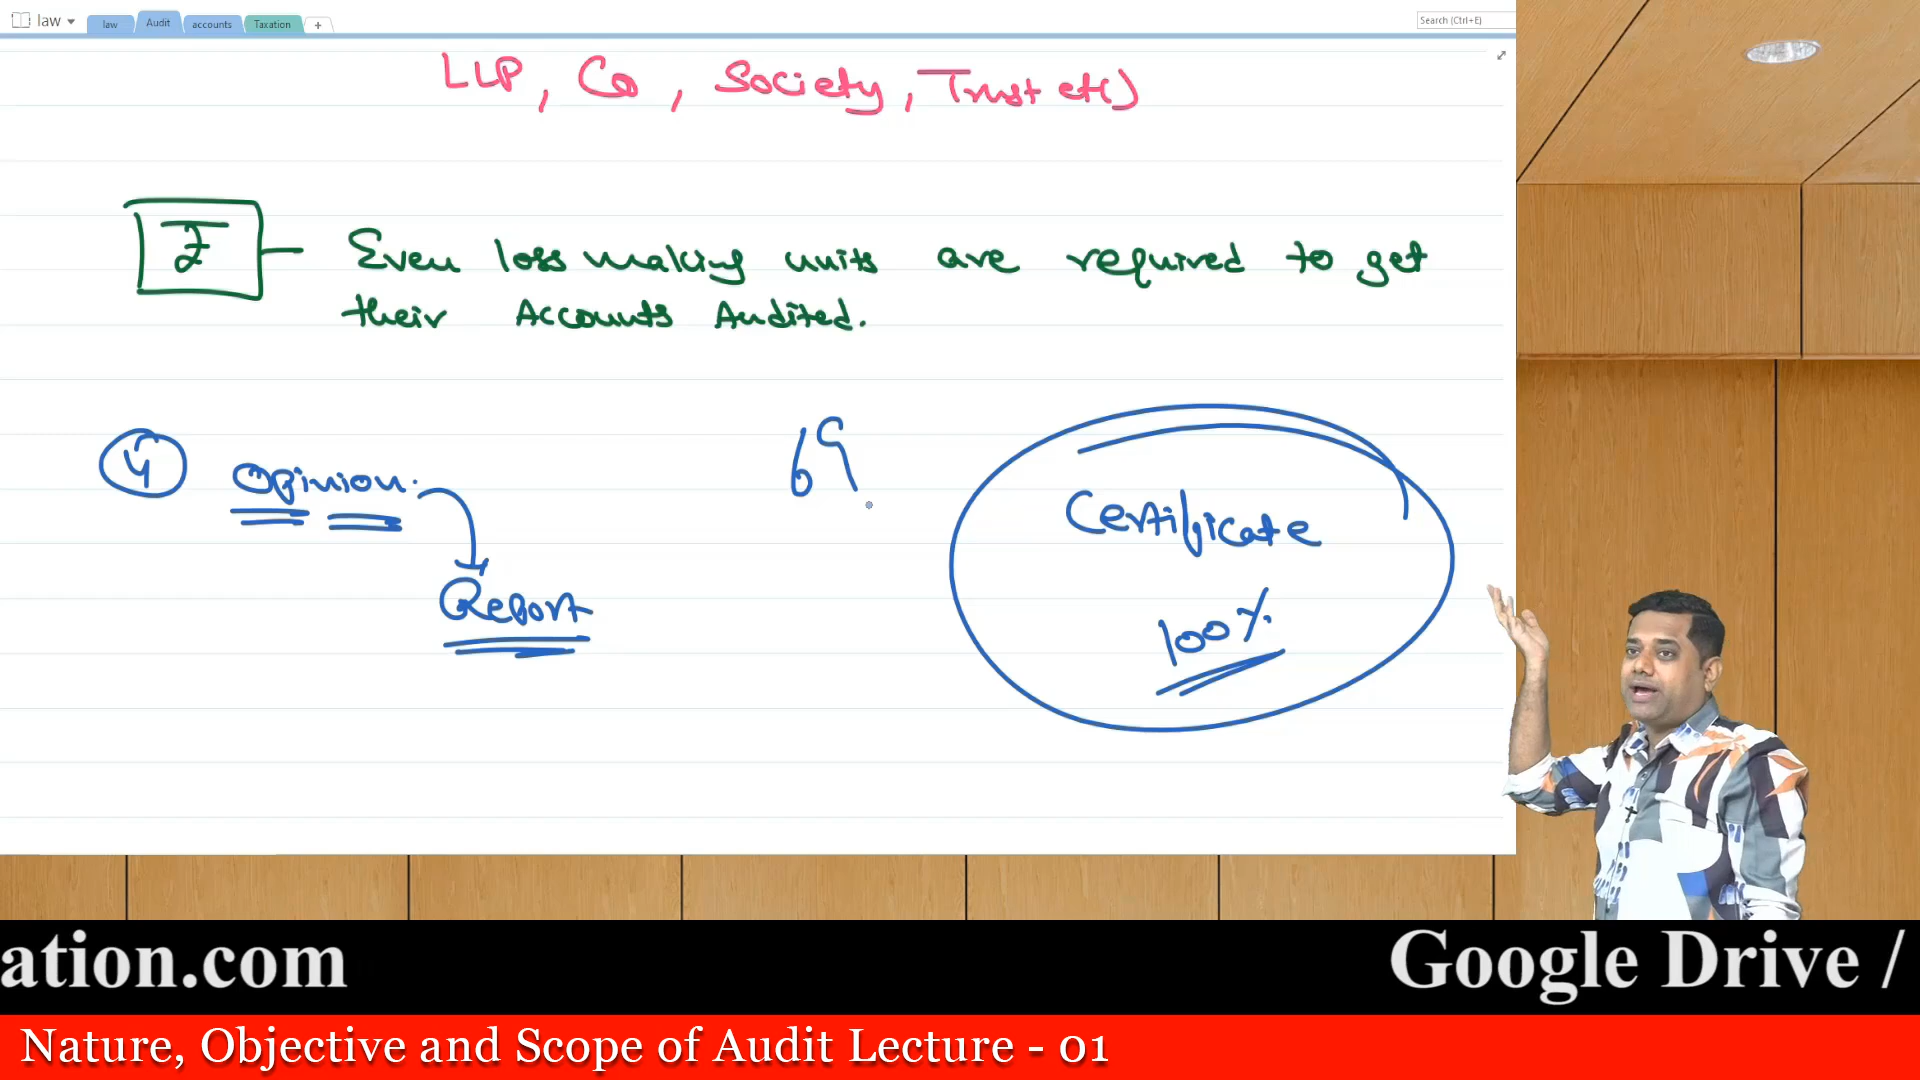 law
law Audit accounts Taxation +
Search (Ctrl+E)
LLP, Co, Society, Trust etc)
I
Even loss making units are required to get
their Accounts Audited.
4 Opinion.
Report
69
Certificate
100%
ation.com
Google Drive /
Nature, Objective and Scope of Audit Lecture - 01